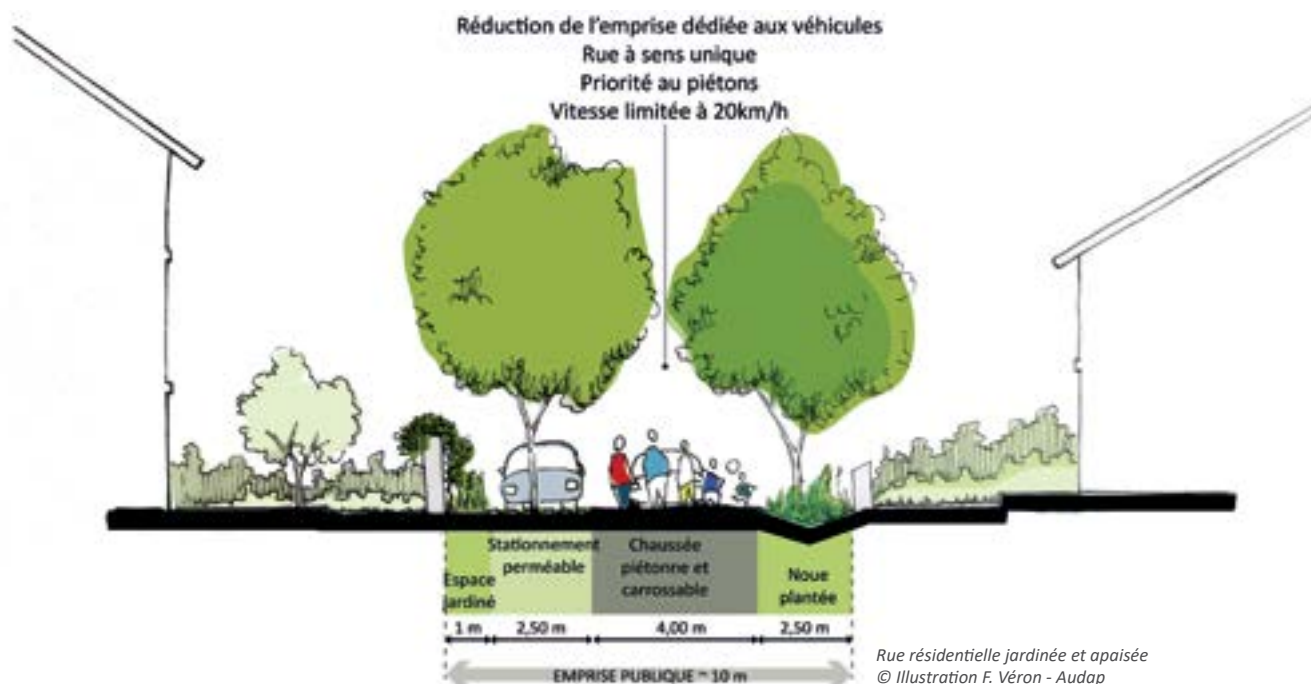 Réduction de l'emprise dédiée aux véhicules
Rue à sens unique
Priorité au piétons
Vitesse limitée à 20km/h
Espace
jardiné
Stationnement
perméable
Chaussée
piétonne et
carrossable
Noue
plantée
1 m
2,50 m
4,00 m
2,50 m
EMPRISE PUBLIQUE ~ 10 m
Rue résidentielle jardinée et apaisée
© Illustration F. Véron - Audap